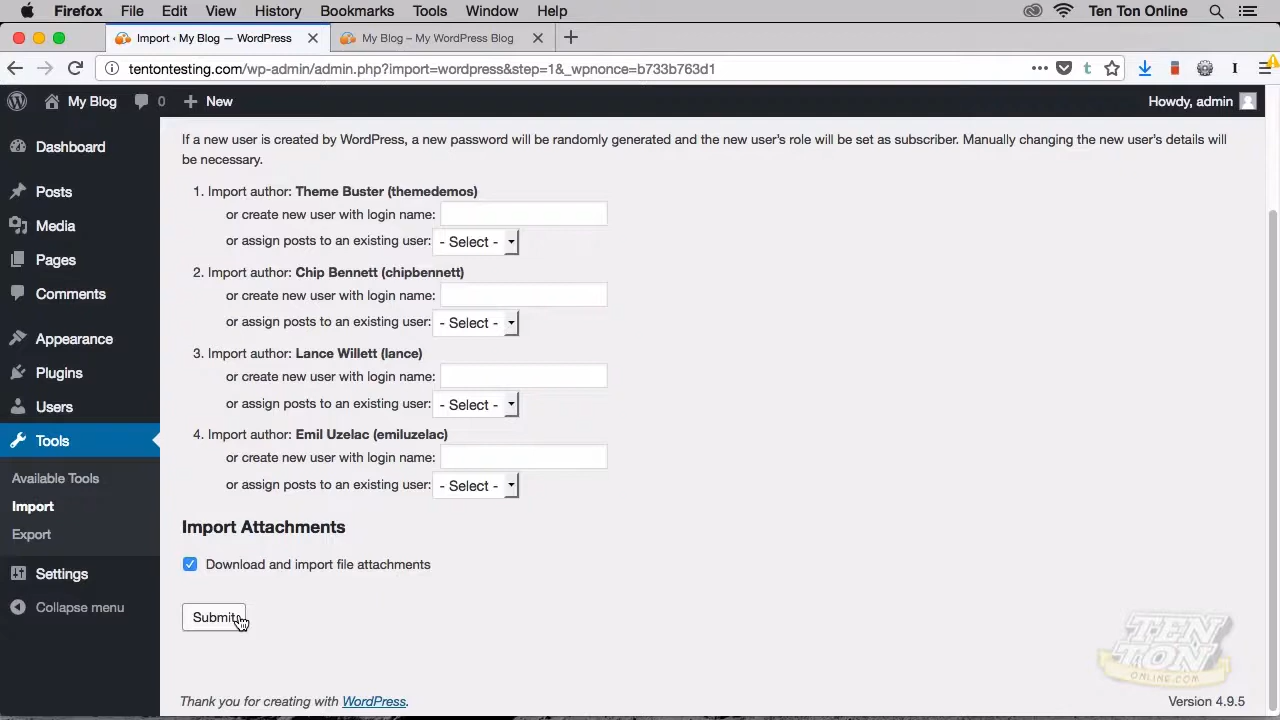 Firefox File Edit View History Bookmarks Tools Window Help Ten Ton Online
Import ‹ My Blog — WordPress
My Blog – My WordPress Blog
tentontesting.com/wp-admin/admin.php?import=wordpress&step=1&_wpnonce=b733b763d1
My Blog 0 New Howdy, admin
Dashboard
Posts
Media
Pages
Comments
Appearance
Plugins
Users
Tools
Available Tools
Import
Export
Settings
Collapse menu
If a new user is created by WordPress, a new password will be randomly generated and the new user's role will be set as subscriber. Manually changing the new user's details will
be necessary.
1. Import author: Theme Buster (themedemos)
or create new user with login name:
or assign posts to an existing user: - Select -
2. Import author: Chip Bennett (chipbennett)
or create new user with login name:
or assign posts to an existing user: - Select -
3. Import author: Lance Willett (lance)
or create new user with login name:
or assign posts to an existing user: - Select -
4. Import author: Emil Uzelac (emiluzelac)
or create new user with login name:
or assign posts to an existing user: - Select -
Import Attachments
Download and import file attachments
Submit
TEN
TON
ONLINE.COM
Thank you for creating with WordPress.
Version 4.9.5